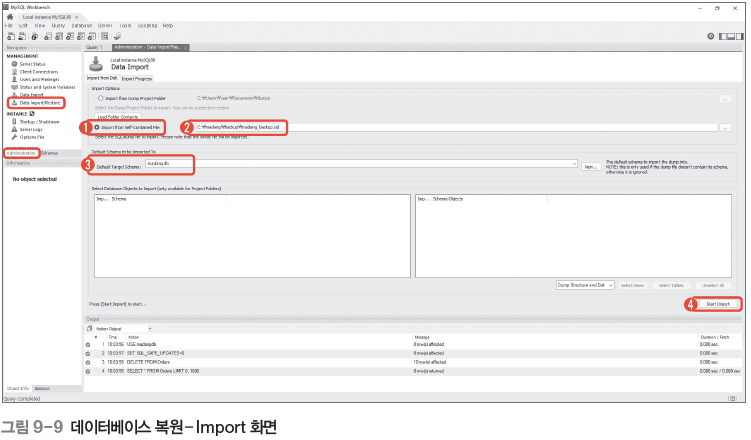 MySQL Workbench
Local instance MySQL80 ×
File Edit View Query Database Server Tools Scripting Help
Navigator
Query 1 Administration - Data Import/Res... ×
MANAGEMENT
Server Status
Client Connections
Users and Privileges
Status and System Variables
Data Export
Data Import/Restore
INSTANCE
Startup / Shutdown
Server Logs
Options File
Administration Schemas
Information
No object selected
Local instance MySQL80
Data Import
Import from Disk Import Progress
Import Options
Import from Dump Project Folder
...
Select the Dump Project Folder to import. You can do a selective restore.
Load Folder Contents
1 Import from Self-Contained File 2 C:₩madang₩backup₩madang_backup.sql ...
Select the SQL/dump file to import. Please note that the whole file will be imported.
Default Schema to be Imported To
3 Default Target Schema: madangdb New...
The default schema to import the dump into.
NOTE: this is only used if the dump file doesn't contain its schema,
otherwise it is ignored.
Select Database Objects to Import (only available for Project Folders)
Imp... Schema Imp... Schema Objects
Dump Structure and Dat Select Views Select Tables Unselect All
Press [Start Import] to start... 4 Start Import
Output
Action Output
# Time Action Message Duration / Fetch
1 10:03:56 USE madangdb 0 row(s) affected 0.000 sec
2 10:03:57 SET SQL_SAFE_UPDATES=0 0 row(s) affected 0.000 sec
3 10:03:58 DELETE FROM Orders 10 row(s) affected 0.000 sec
4 10:03:59 SELECT * FROM Orders LIMIT 0, 1000 0 row(s) returned 0.000 sec / 0.000 sec
Object Info Session
Query Completed
그림 9-9 데이터베이스 복원-Import 화면